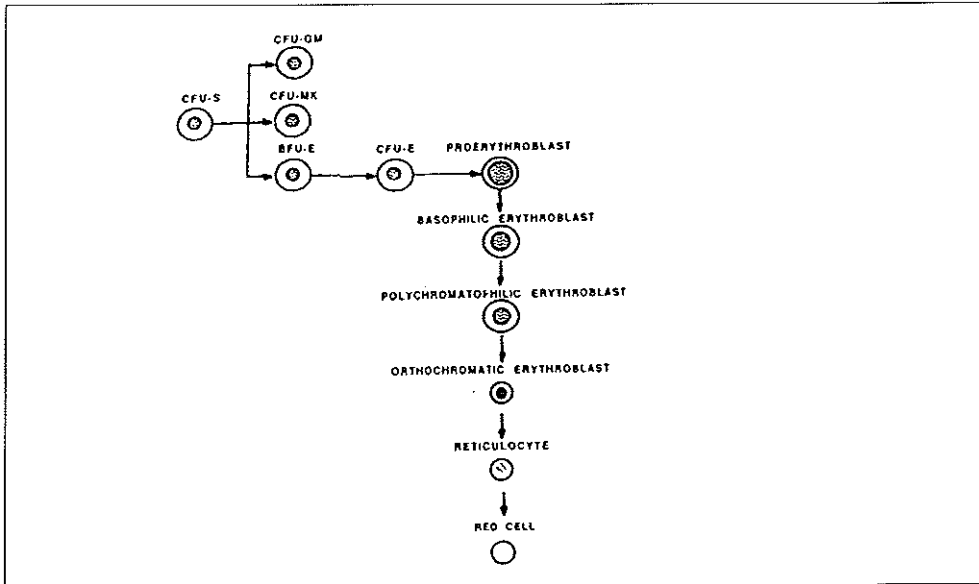 CFU-GM
CFU-S
CFU-MK
BFU-E
CFU-E
PROERYTHROBLAST
BASOPHILIC ERYTHROBLAST
POLYCHROMATOPHILIC ERYTHROBLAST
ORTHOCHROMATIC ERYTHROBLAST
RETICULOCYTE
RED CELL